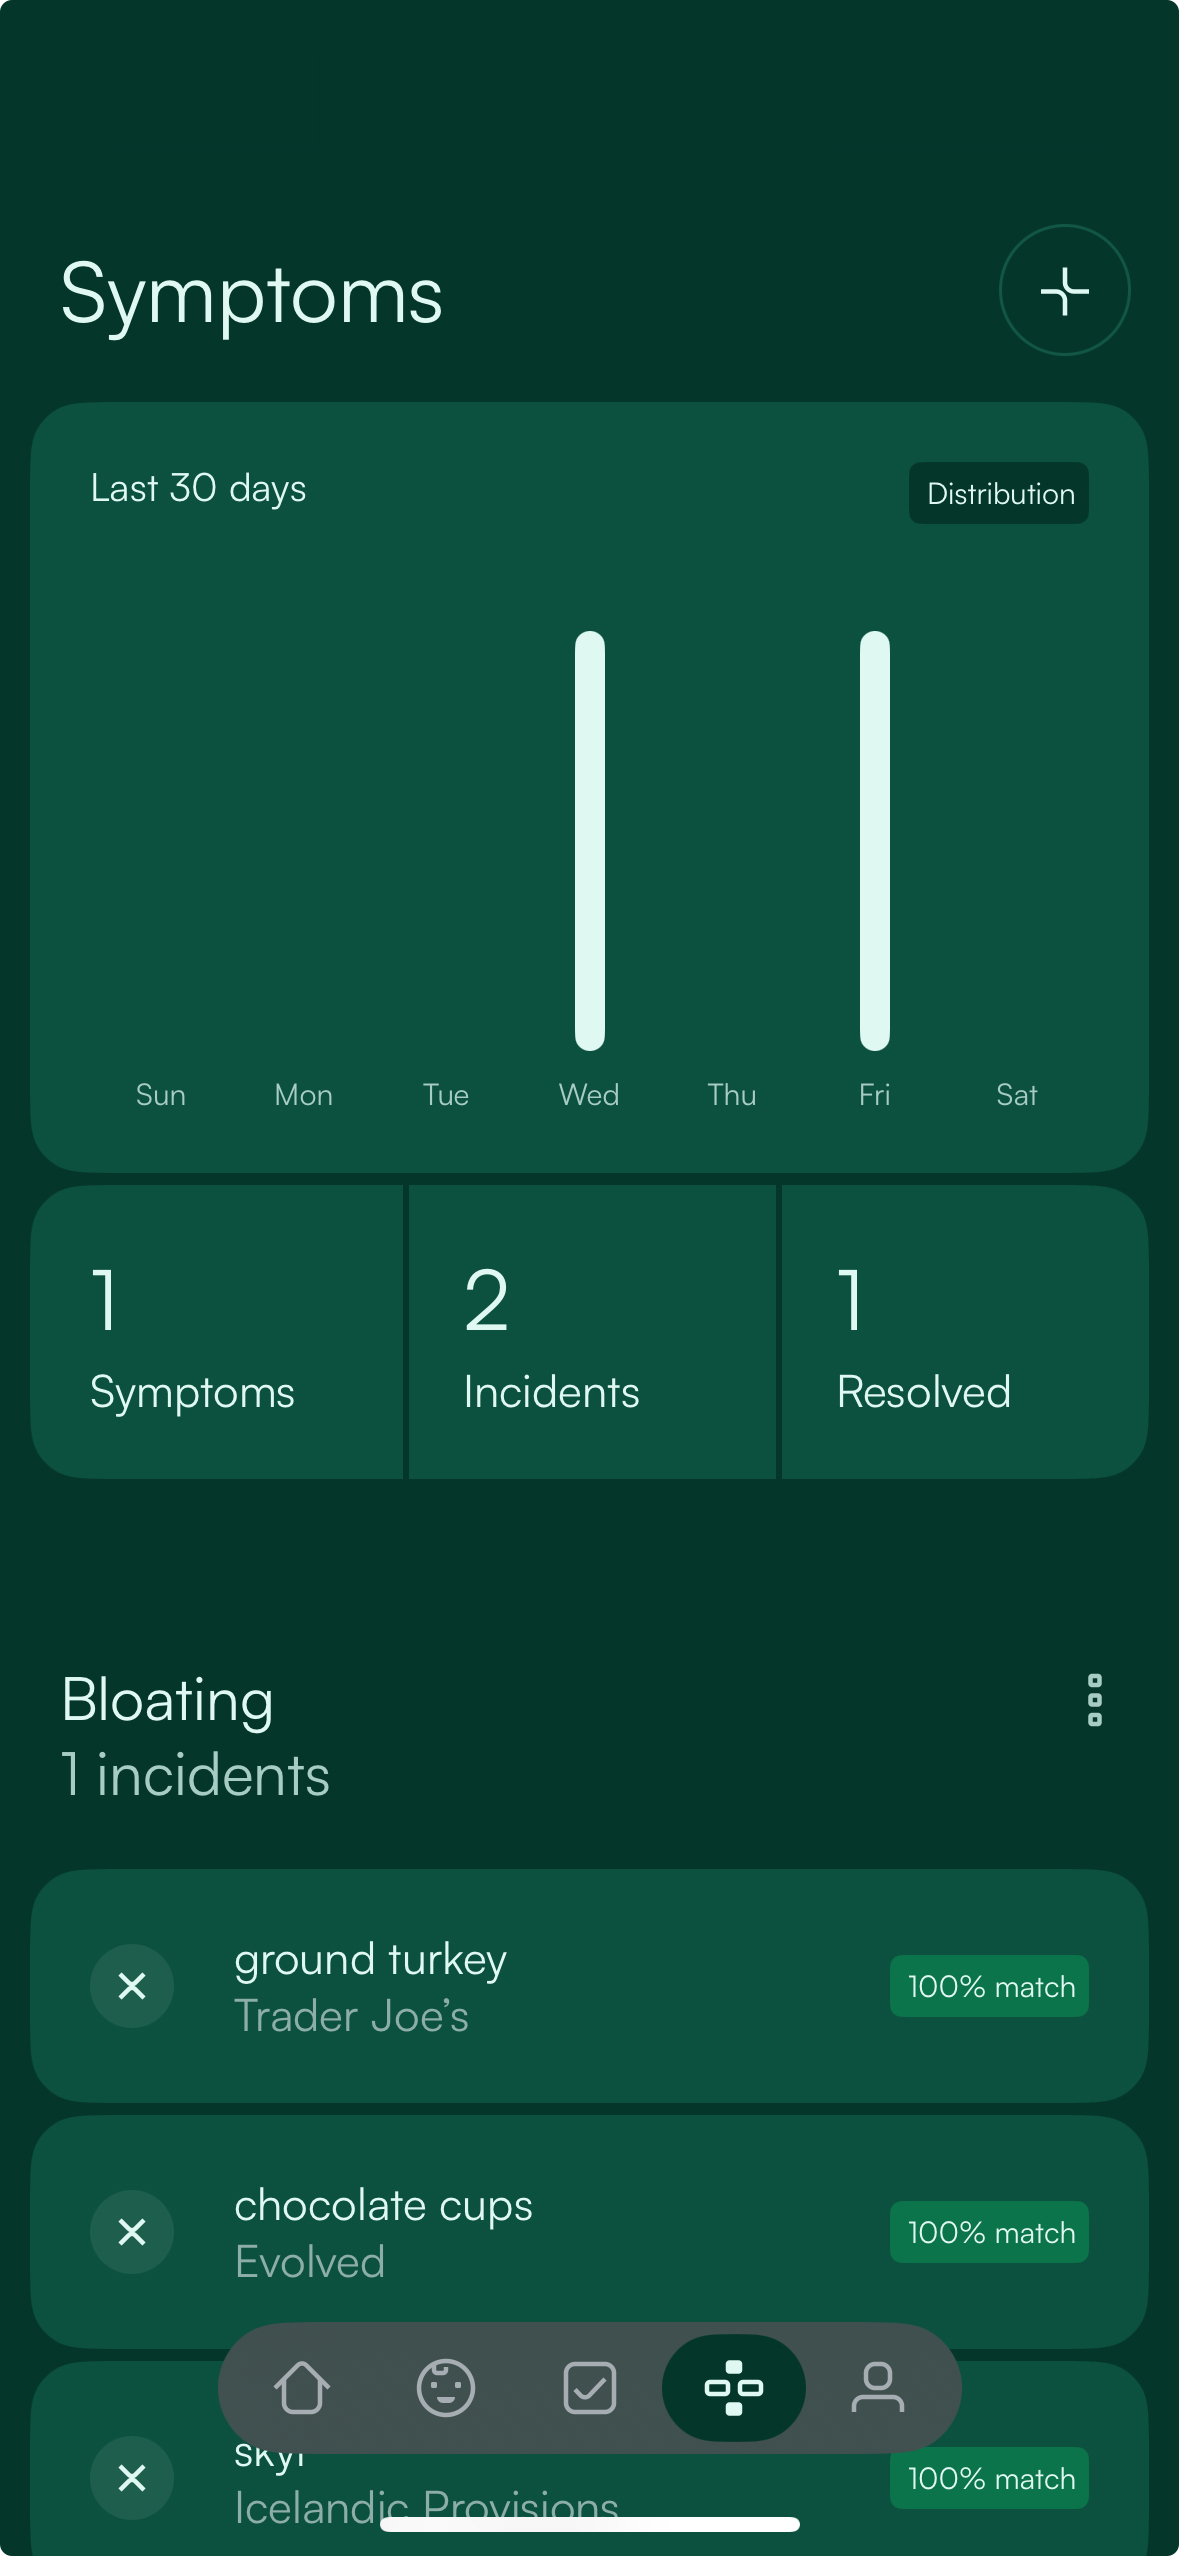 Symptoms
Last 30 days
Distribution
Sun Mon Tue Wed Thu Fri Sat
1 2 1
Symptoms Incidents Resolved
Bloating
1 incidents
ground turkey
Trader Joe’s
100% match
chocolate cups
Evolved
100% match
skyr
Icelandic Provisions
100% match